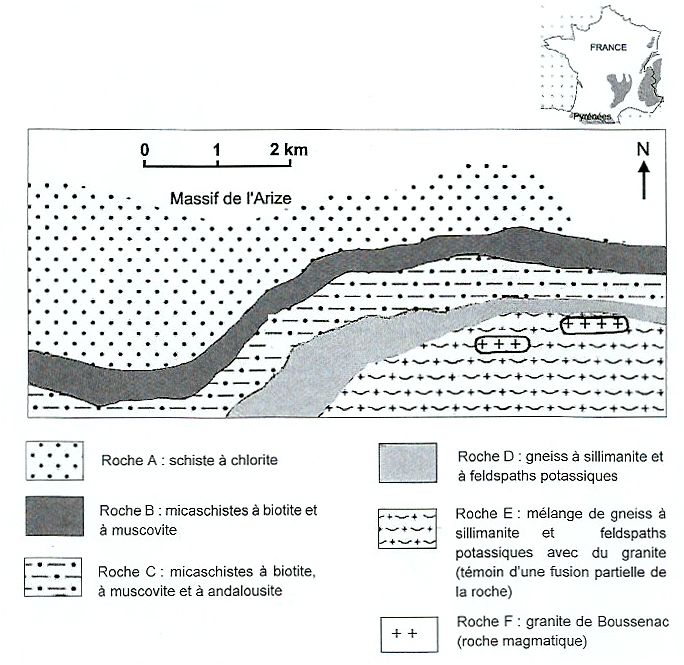 FRANCE
Pyrénées
0 1 2 km
N
Massif de l'Arize
Roche A : schiste à chlorite
Roche B : micaschistes à biotite et
à muscovite
Roche C : micaschistes à biotite,
à muscovite et à andalousite
Roche D : gneiss à sillimanite et
à feldspaths potassiques
Roche E : mélange de gneiss à
sillimanite et feldspaths
potassiques avec du granite
(témoin d'une fusion partielle de
la roche)
Roche F : granite de Boussenac
(roche magmatique)